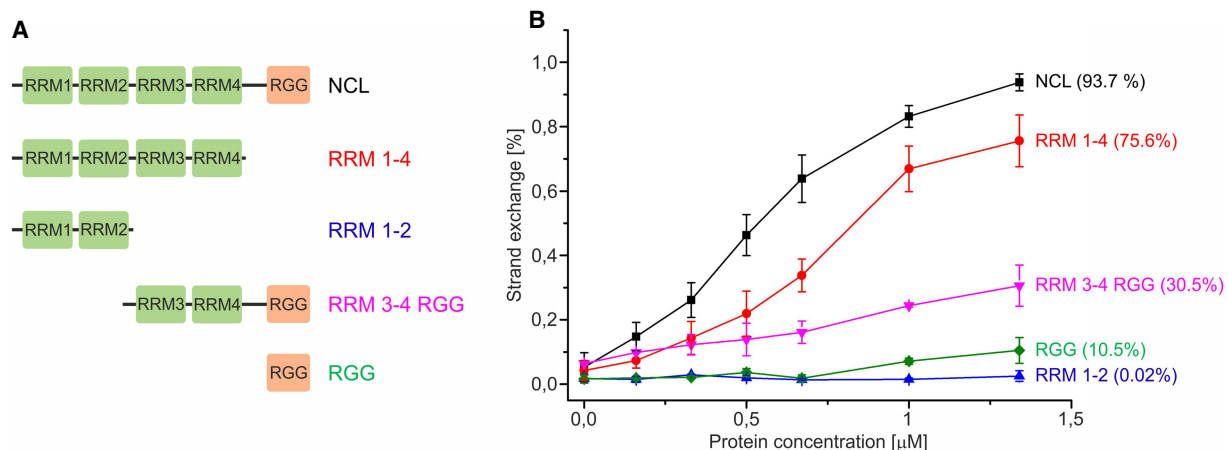 A
RRM1 RRM2 RRM3 RRM4 RGG NCL
RRM1 RRM2 RRM3 RRM4 RRM 1-4
RRM1 RRM2 RRM 1-2
RRM3 RRM4 RGG RRM 3-4 RGG
RGG RGG
B
Strand exchange [%]
1,0
0,8
0,6
0,4
0,2
0,0
NCL (93.7 %)
RRM 1-4 (75.6%)
RRM 3-4 RGG (30.5%)
RGG (10.5%)
RRM 1-2 (0.02%)
0,0 0,5 1 1,5
Protein concentration [µM]